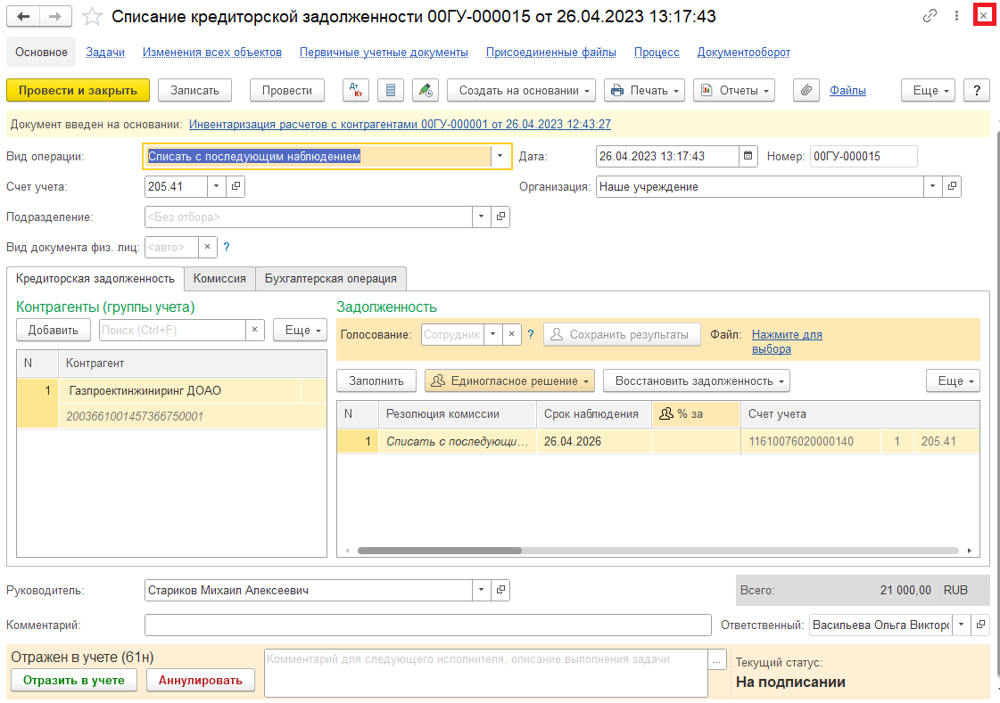 Списание кредиторской задолженности 00ГУ-000015 от 26.04.2023 13:17:43
Основное Задачи Изменения всех объектов Первичные учетные документы Присоединенные файлы Процесс Документооборот
Провести и закрыть Записать Провести Дт Кт Создать на основании Печать Отчеты Файлы Еще ?
Документ введен на основании: Инвентаризация расчетов с контрагентами 00ГУ-000001 от 26.04.2023 12:43:27
Вид операции: Списать с последующим наблюдением Дата: 26.04.2023 13:17:43 Номер: 00ГУ-000015
Счет учета: 205.41 Организация: Наше учреждение
Подразделение: <Без отбора>
Вид документа физ. лиц: <авто> × ?
Кредиторская задолженность Комиссия Бухгалтерская операция
Контрагенты (группы учета) Задолженность
Добавить Поиск (Ctrl+F) × Еще
Голосование: Сотрудник × ? Сохранить результаты Файл: Нажмите для
выбора
Заполнить Единогласное решение Восстановить задолженность Еще
N Контрагент
1 Газпроектинжиниринг ДОАО
2003661001457366750001
N Резолюция комиссии Срок наблюдения % за Счет учета
1 Списать с последующи... 26.04.2026 11610076020000140 1 205.41
Руководитель: Стариков Михаил Алексеевич Всего: 21 000,00 RUB
Комментарий: Ответственный: Васильева Ольга Викторо
Отражен в учете (61н)
Отразить в учете Аннулировать
Комментарий для следующего исполнителя, описание выполнения задачи ...
Текущий статус:
На подписании